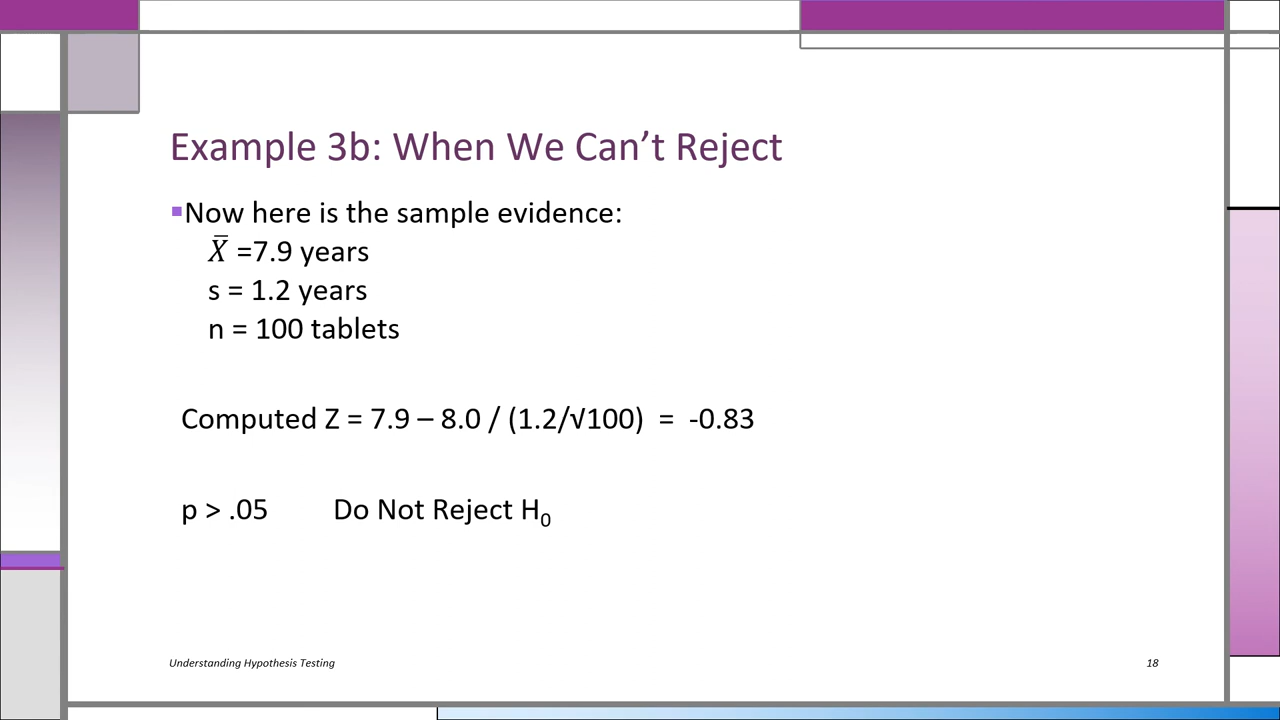 Example 3b: When We Can’t Reject
▪Now here is the sample evidence:
X̅ =7.9 years
s = 1.2 years
n = 100 tablets
Computed Z = 7.9 – 8.0 / (1.2/√100) = -0.83
p > .05 Do Not Reject H₀
Understanding Hypothesis Testing
18